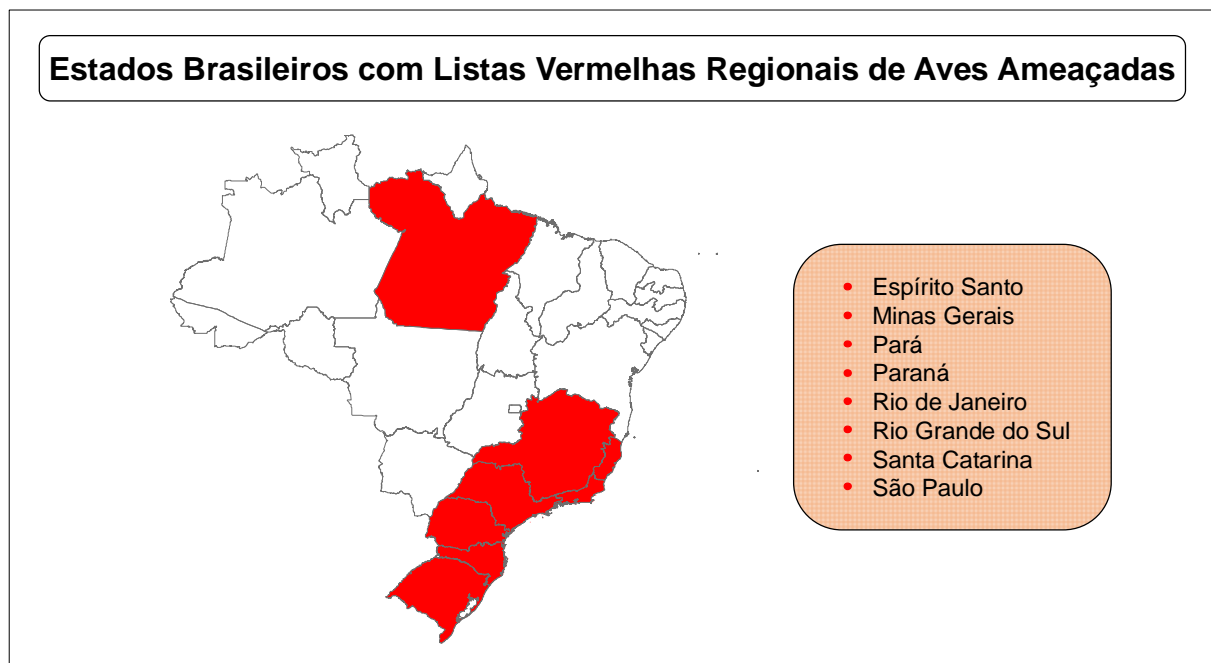 Estados Brasileiros com Listas Vermelhas Regionais de Aves Ameaçadas
• Espírito Santo
• Minas Gerais
• Pará
• Paraná
• Rio de Janeiro
• Rio Grande do Sul
• Santa Catarina
• São Paulo